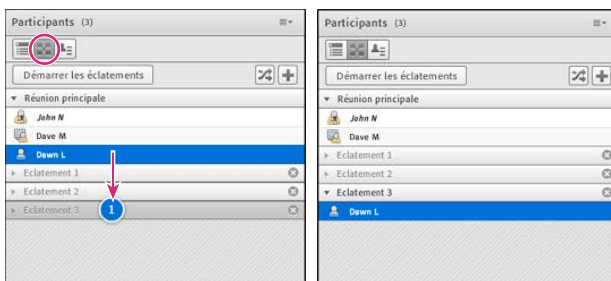 Participants (3)
Démarrer les éclatements
Réunion principale
John N
Dave M
Dawn L
Eclatement 1
Eclatement 2
Eclatement 3
1
Participants (3)
Démarrer les éclatements
Réunion principale
John N
Dave M
Eclatement 1
Eclatement 2
Eclatement 3
Dawn L